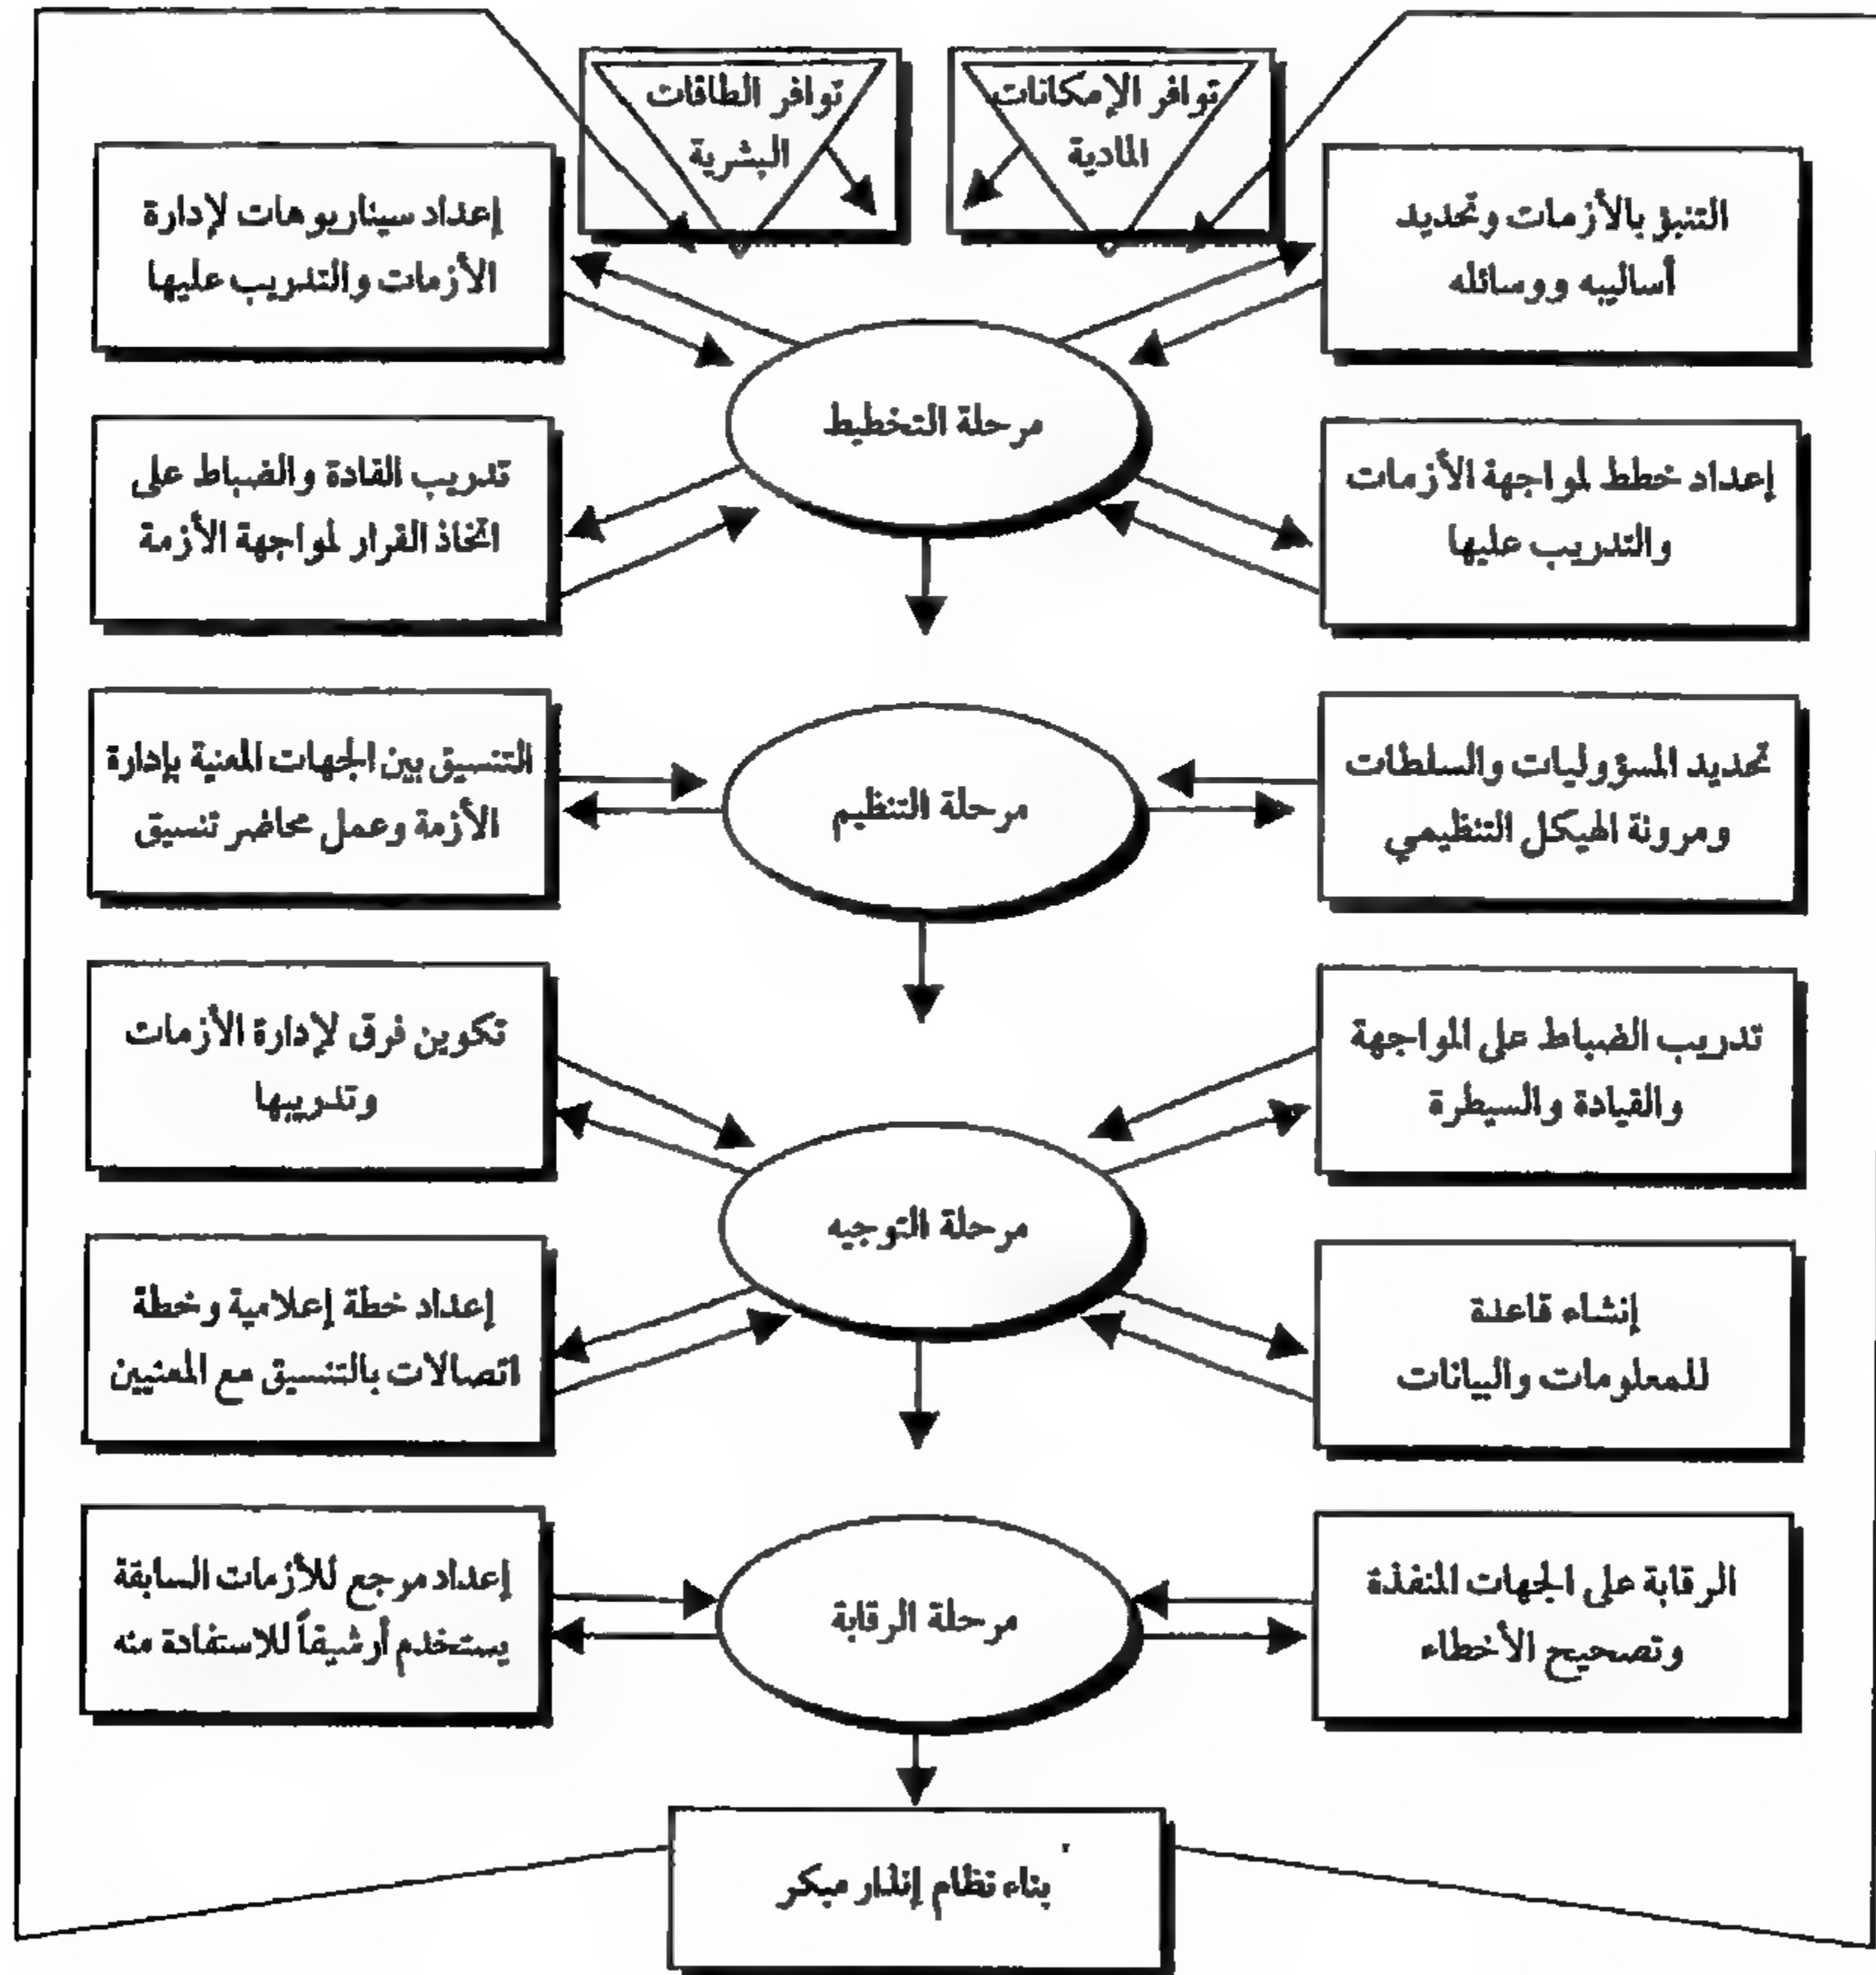 توافر الإمكانات
المادية
توافر الطاقات
البشرية
التنبؤ بالأزمات وتحديد
أساليبه ووسائله
إعداد سيناريوهات لإدارة
الأزمات والتدريب عليها
مرحلة التخطيط
إعداد خطط لمواجهة الأزمات
والتدريب عليها
تدريب القادة والضباط على
اتخاذ القرار لمواجهة الأزمة
تحديد المسؤوليات والسلطات
ومرونة الهيكل التنظيمي
مرحلة التنظيم
التنسيق بين الجهات المعنية بإدارة
الأزمة وعمل محاضر تنسيق
تدريب الضباط على المواجهة
والقيادة والسيطرة
تكوين فرق لإدارة الأزمات
وتدريبها
مرحلة التوجيه
إنشاء قاعدة
للمعلومات والبيانات
إعداد خطة إعلامية وخطة
اتصالات بالتنسيق مع المعنيين
الرقابة على الجهات المنفذة
وتصحيح الأخطاء
مرحلة الرقابة
إعداد مرجع للأزمات السابقة
يستخدم أرشيفاً للاستفادة منه
بناء نظام إنذار مبكر